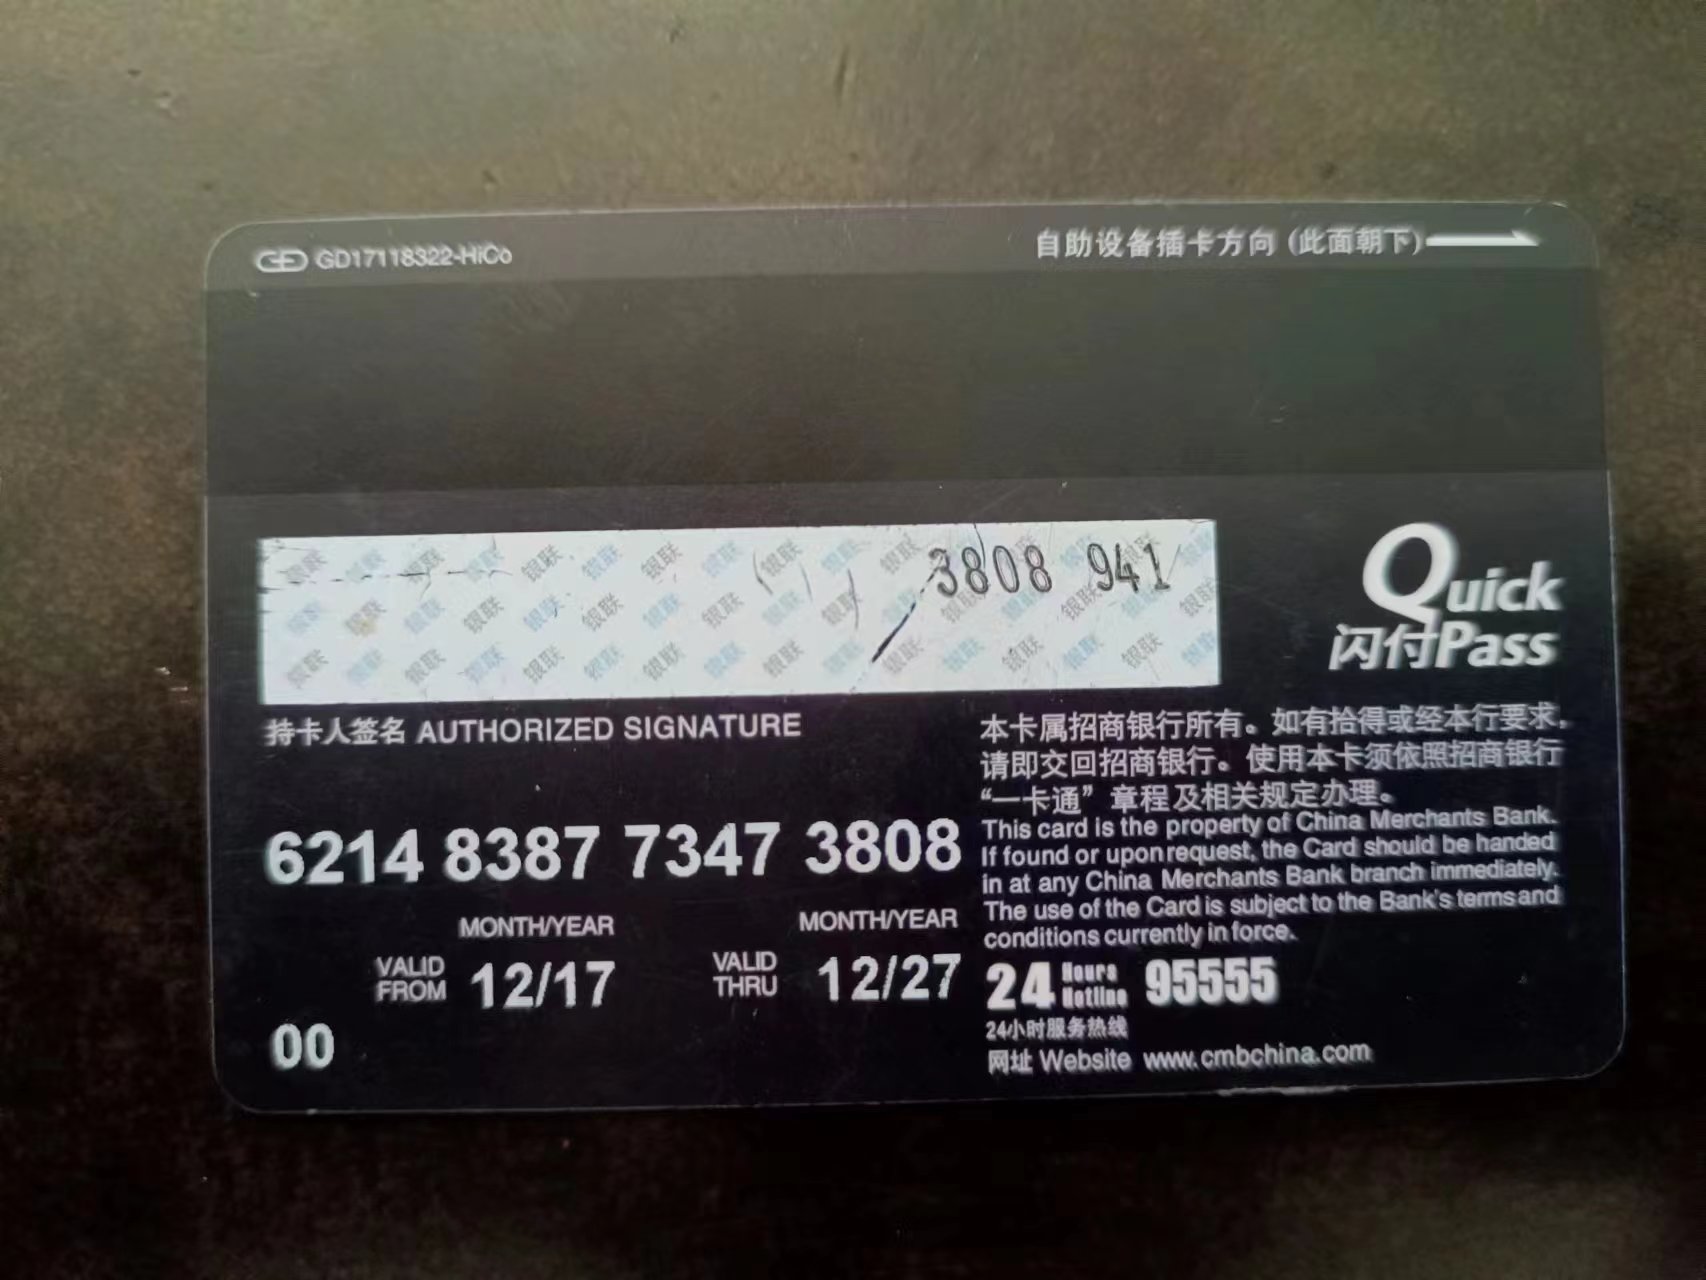 GD GD17118322-HiCo
自助设备插卡方向 (此面朝下)
3808 941
Quick
闪付Pass
持卡人签名 AUTHORIZED SIGNATURE
6214 8387 7347 3808
MONTH/YEAR MONTH/YEAR
VALID FROM 12/17 VALID THRU 12/27
00
本卡属招商银行所有。如有拾得或经本行要求,
请即交回招商银行。使用本卡须依照招商银行
“一卡通”章程及相关规定办理。
This card is the property of China Merchants Bank.
If found or upon request, the Card should be handed
in at any China Merchants Bank branch immediately.
The use of the Card is subject to the Bank's terms and
conditions currently in force.
24 Hours Hotline 95555
24小时服务热线
网址 Website www.cmbchina.com